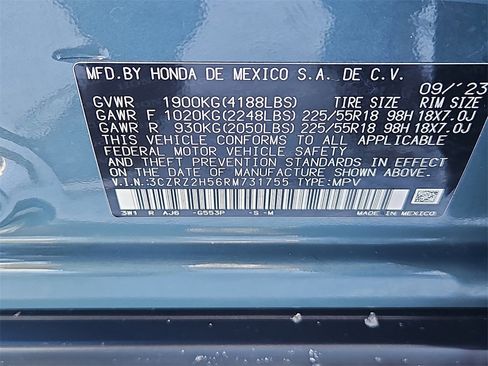 MFD.BY HONDA DE MEXICO S.A. DE C.V.
09/'23
GVWR 1900KG(4188LBS) TIRE SIZE RIM SIZE
GAWR F 1020KG(2248LBS) 225/55R18 98H 18X7.0J
GAWR R 930KG(2050LBS) 225/55R18 98H 18X7.0J
THIS VEHICLE CONFORMS TO ALL APPLICABLE
FEDERAL MOTOR VEHICLE SAFETY
AND THEFT PREVENTION STANDARDS IN EFFECT
ON THE DATE OF MANUFACTURE SHOWN ABOVE.
V.I.N:3CZRZ2H56RM731755 TYPE:MPV
3W1 R AJ6 -G553P -S-M
MADE IN MEXICO